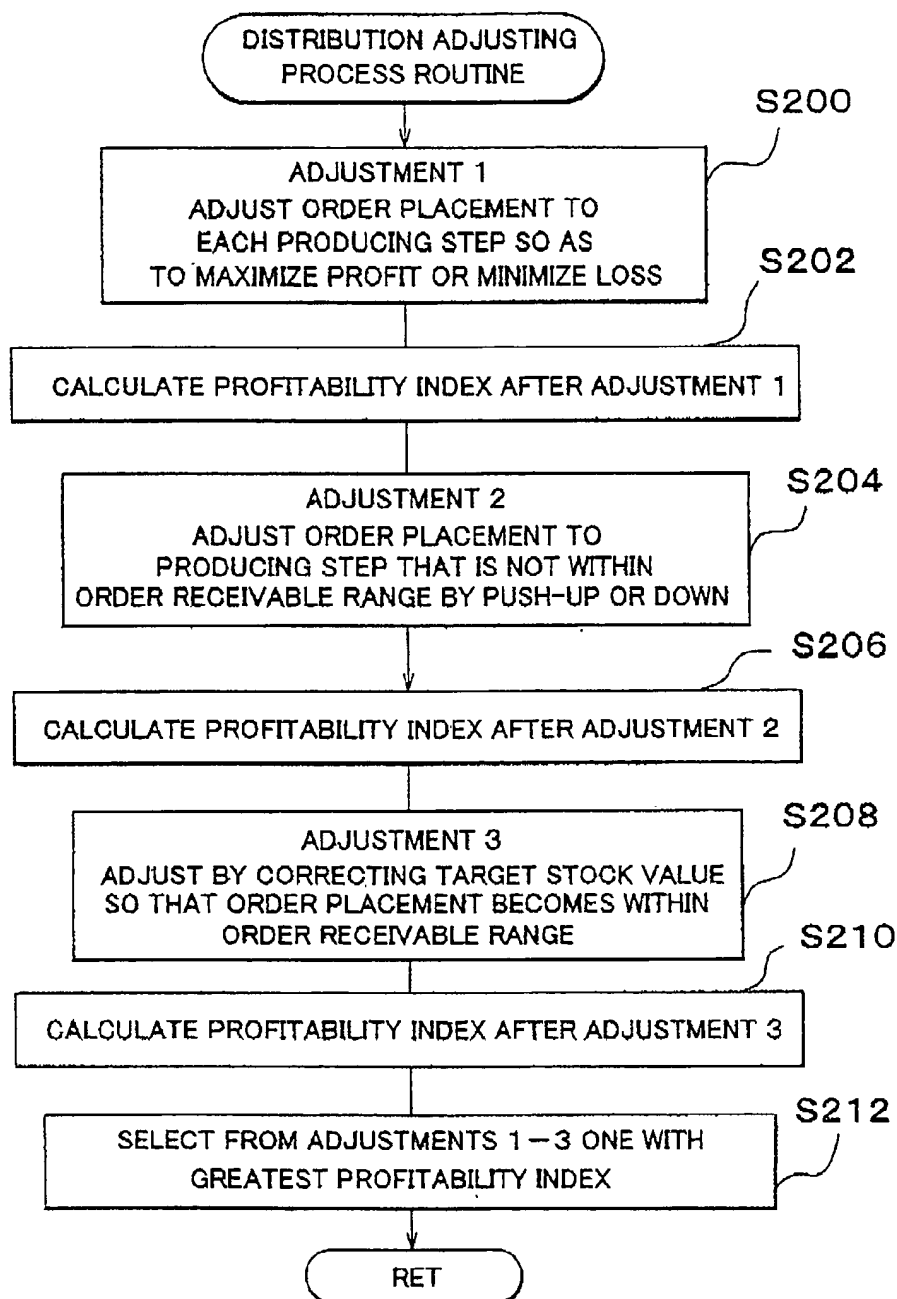 DISTRIBUTION ADJUSTING
PROCESS ROUTINE
S200
ADJUSTMENT 1
ADJUST ORDER PLACEMENT TO
EACH PRODUCING STEP SO AS
TO MAXIMIZE PROFIT OR MINIMIZE LOSS
S202
CALCULATE PROFITABILITY INDEX AFTER ADJUSTMENT 1
S204
ADJUSTMENT 2
ADJUST ORDER PLACEMENT TO
PRODUCING STEP THAT IS NOT WITHIN
ORDER RECEIVABLE RANGE BY PUSH-UP OR DOWN
S206
CALCULATE PROFITABILITY INDEX AFTER ADJUSTMENT 2
S208
ADJUSTMENT 3
ADJUST BY CORRECTING TARGET STOCK VALUE
SO THAT ORDER PLACEMENT BECOMES WITHIN
ORDER RECEIVABLE RANGE
S210
CALCULATE PROFITABILITY INDEX AFTER ADJUSTMENT 3
S212
SELECT FROM ADJUSTMENTS 1-3 ONE WITH
GREATEST PROFITABILITY INDEX
RET